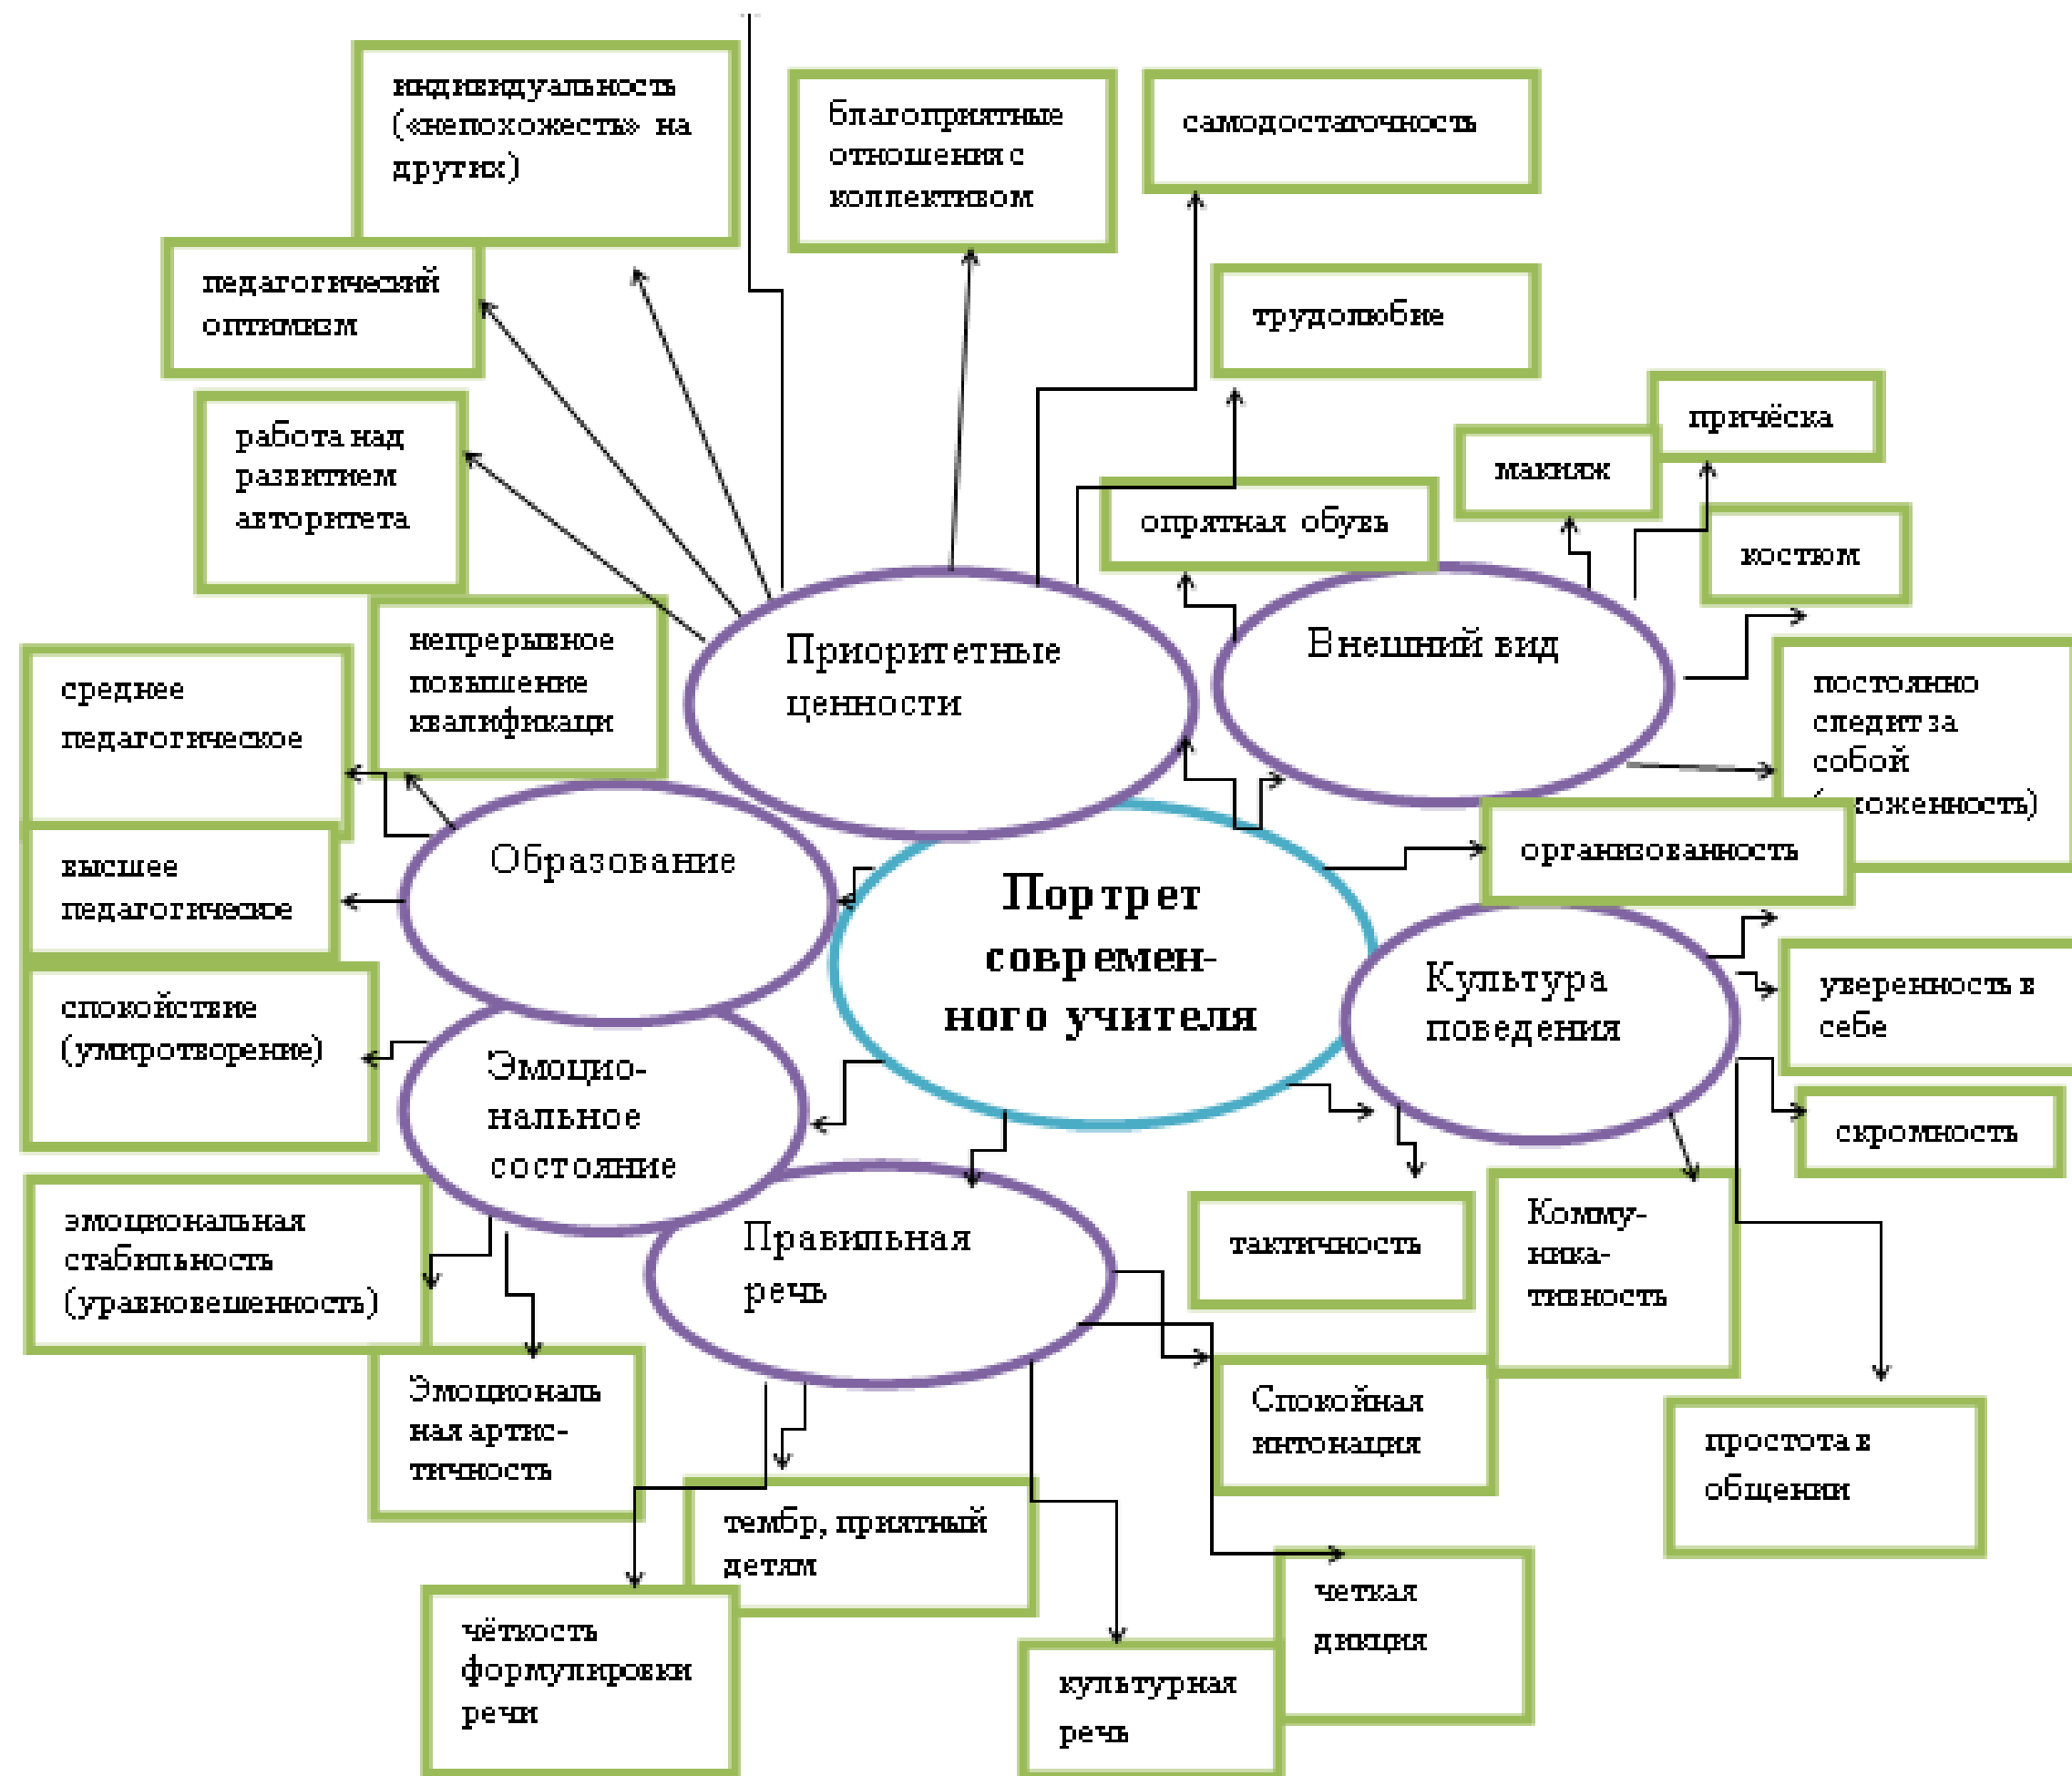 индивидуальность
(«непохожесть» на
других)
благоприятные
отношения с
коллективом
самодостаточность
педагогический
оптимизм
трудолюбие
работа над
развитием
авторитета
причёска
макияж
опрятная обувь
костюм
непрерывное
повышение
квалификаци
Приоритетные
ценности
Внешний вид
среднее
педагогическое
постоянно
следит за
собой
организованность
Образование
высшее
педагогическое
Портрет
современ-
ного учителя
Культура
поведения
уверенность в
себе
спокойствие
(умиротворение)
Эмоцио-
нальное
состояние
скромность
эмоциональная
стабильность
(уравновешенность)
Правильная
речь
тактичность
Комму-
ника-
тивность
Эмоциональ
ная артис-
тичность
Спокойная
интонация
простота в
общении
тембр, приятный
детям
четкая
дикция
чёткость
формулировки
речи
культурная
речь